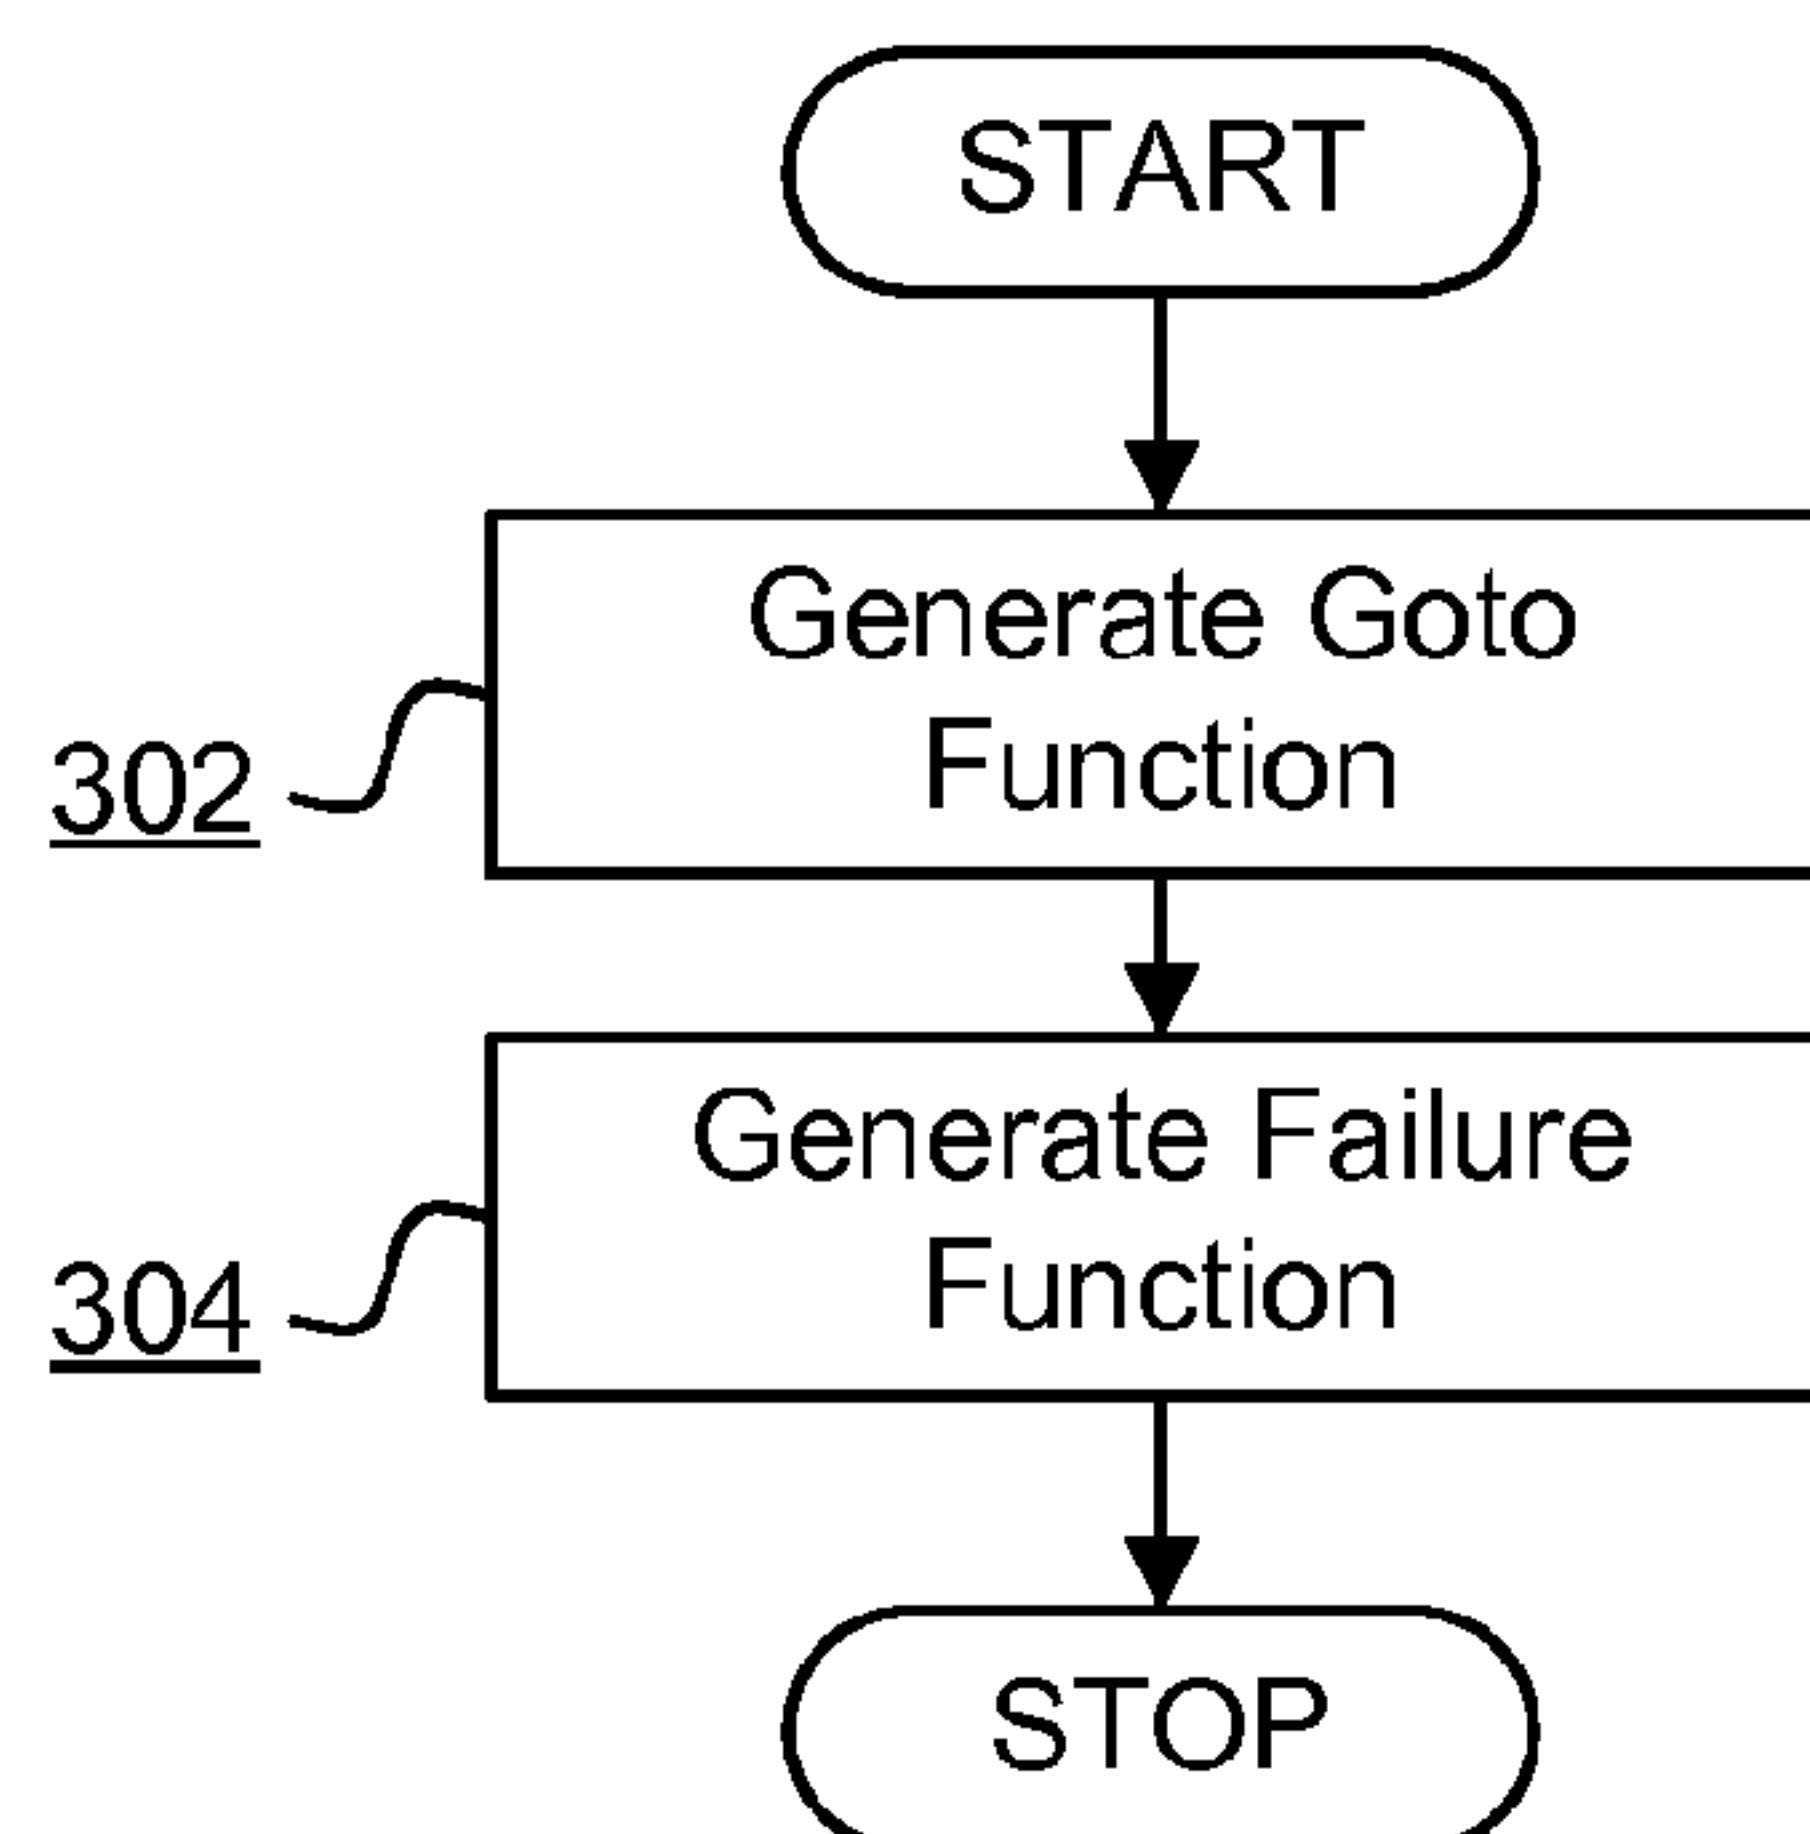 START
Generate Goto
Function
302
Generate Failure
Function
304
STOP